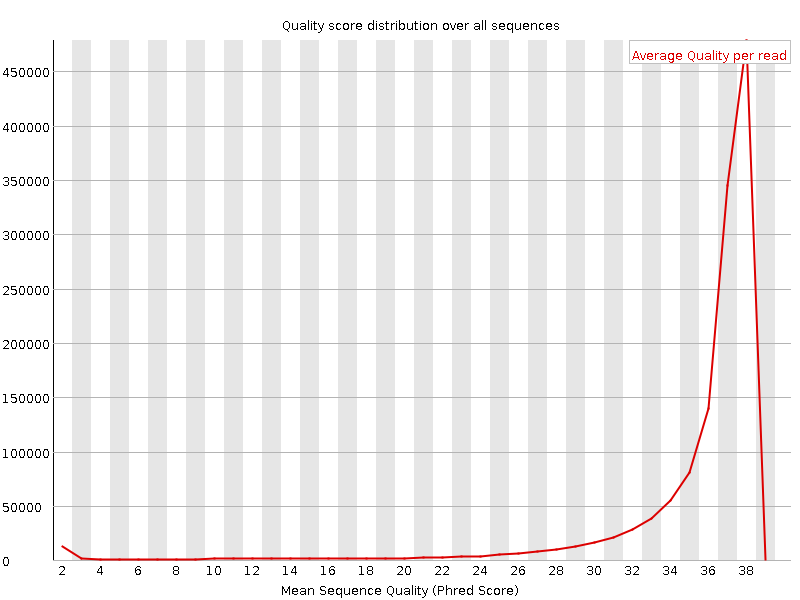 Quality score distribution over all sequences
Average Quality per read
450000
400000
350000
300000
250000
200000
150000
100000
50000
0
2 4 6 8 10 12 14 16 18 20 22 24 26 28 30 32 34 36 38
Mean Sequence Quality (Phred Score)